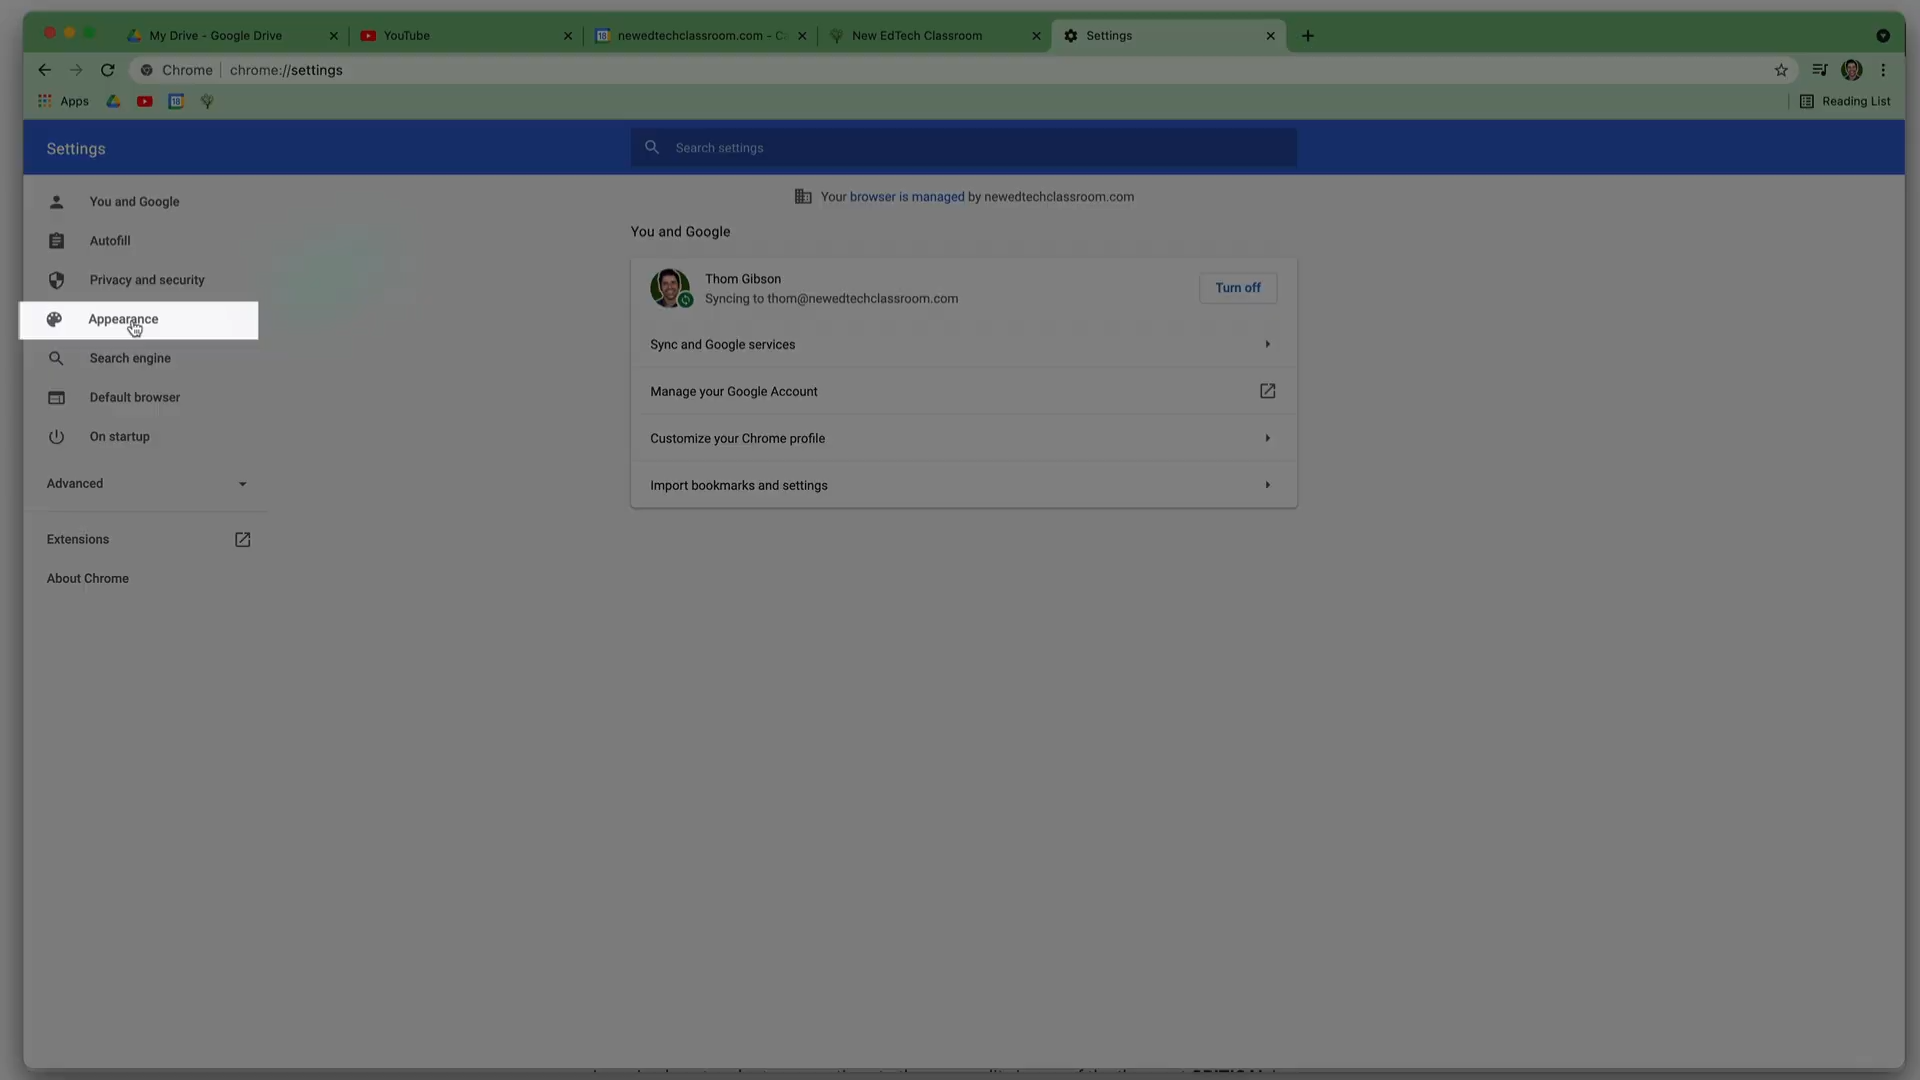 My Drive - Google Drive
YouTube
newedtechclassroom.com - C
New EdTech Classroom
Settings
Chrome
chrome://settings
Apps
18
Reading List
Settings
Search settings
You and Google
Autofill
Privacy and security
Appearance
Search engine
Default browser
On startup
Advanced
Extensions
About Chrome
Your browser is managed by newedtechclassroom.com
You and Google
Thom Gibson
Syncing to thom@newedtechclassroom.com
Turn off
Sync and Google services
Manage your Google Account
Customize your Chrome profile
Import bookmarks and settings